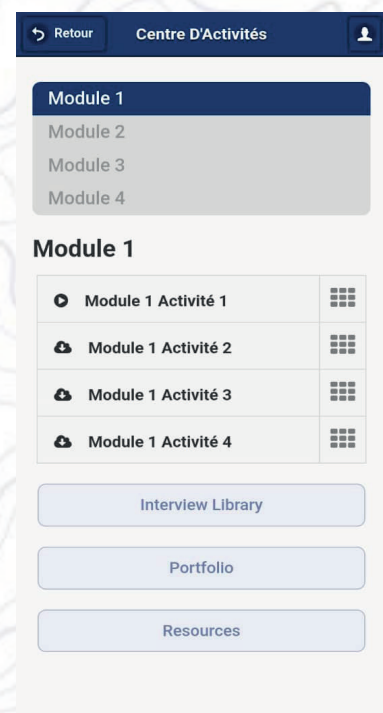 Retour
Centre D'Activités
Module 1
Module 2
Module 3
Module 4
Module 1
Module 1 Activité 1
Module 1 Activité 2
Module 1 Activité 3
Module 1 Activité 4
Interview Library
Portfolio
Resources